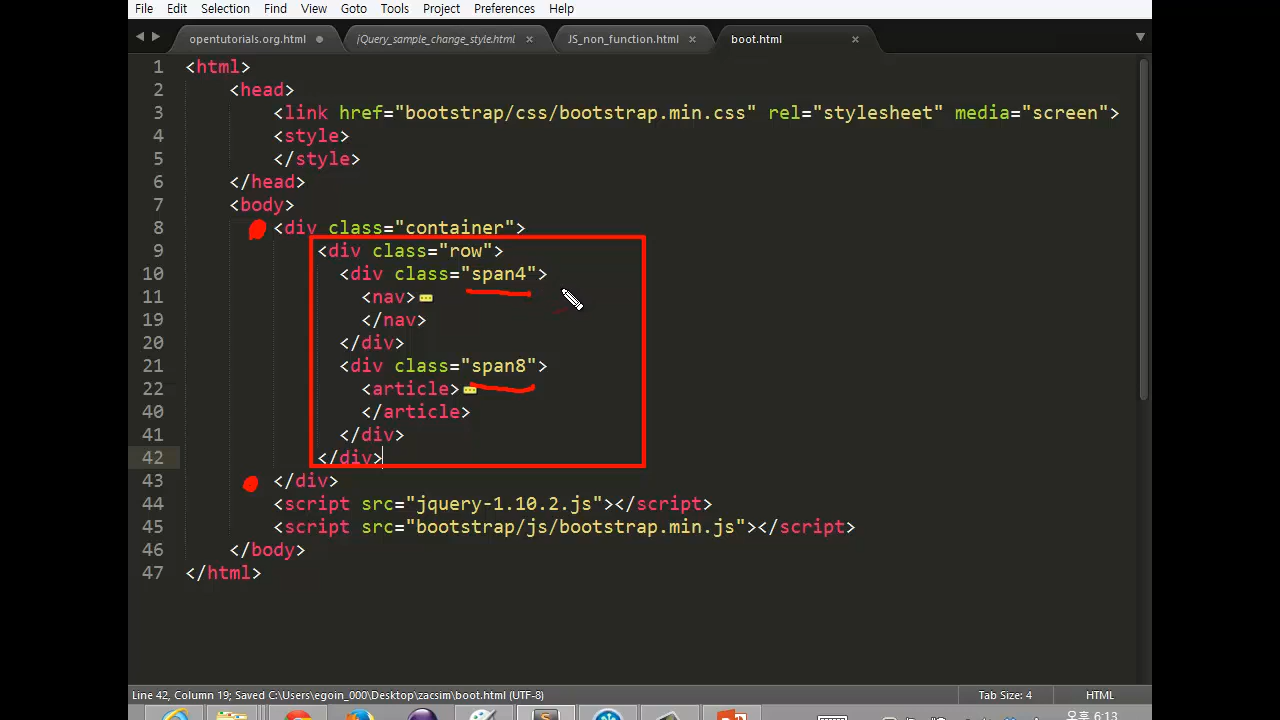 File Edit Selection Find View Goto Tools Project Preferences Help
opentutorials.org.html jQuery_sample_change_style.html JS_non_function.html boot.html
1 <html>
2 <head>
3 <link href="bootstrap/css/bootstrap.min.css" rel="stylesheet" media="screen">
4 <style>
5 </style>
6 </head>
7 <body>
8 <div class="container">
9 <div class="row">
10 <div class="span4">
11 <nav>
19 </nav>
20 </div>
21 <div class="span8">
22 <article>
40 </article>
41 </div>
42 </div>
43 </div>
44 <script src="jquery-1.10.2.js"></script>
45 <script src="bootstrap/js/bootstrap.min.js"></script>
46 </body>
47 </html>
Line 42, Column 19; Saved C:\Users\egoin_000\Desktop\zacsim\boot.html (UTF-8) Tab Size: 4 HTML
오후 6:13